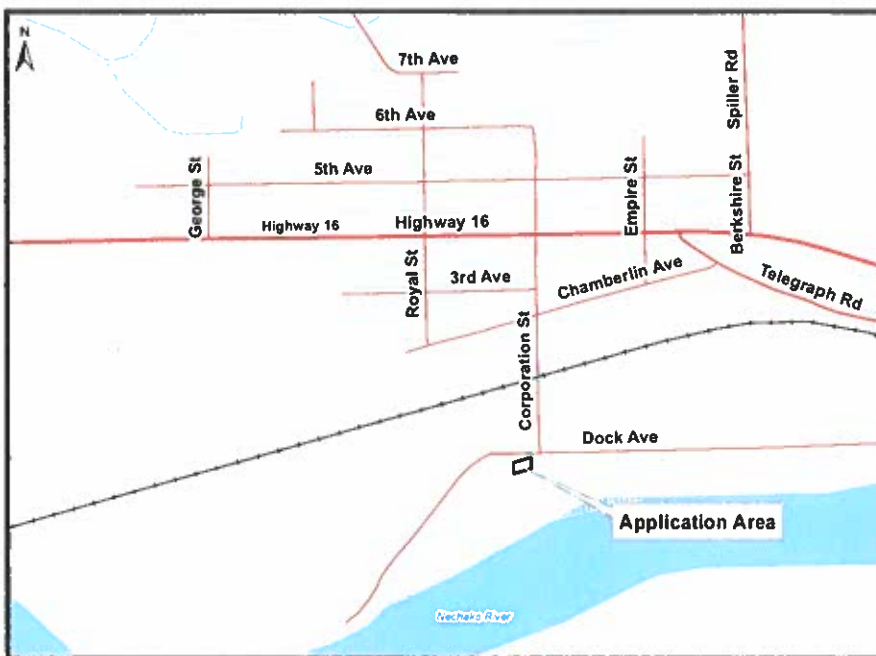 N
7th Ave
Spiller Rd
6th Ave
5th Ave
George St
Empire St
Berkshire St
Highway 16
Highway 16
Royal St
3rd Ave
Chamberlin Ave
Telegraph Rd
Corporation St
Dock Ave
Application Area
Nechako River